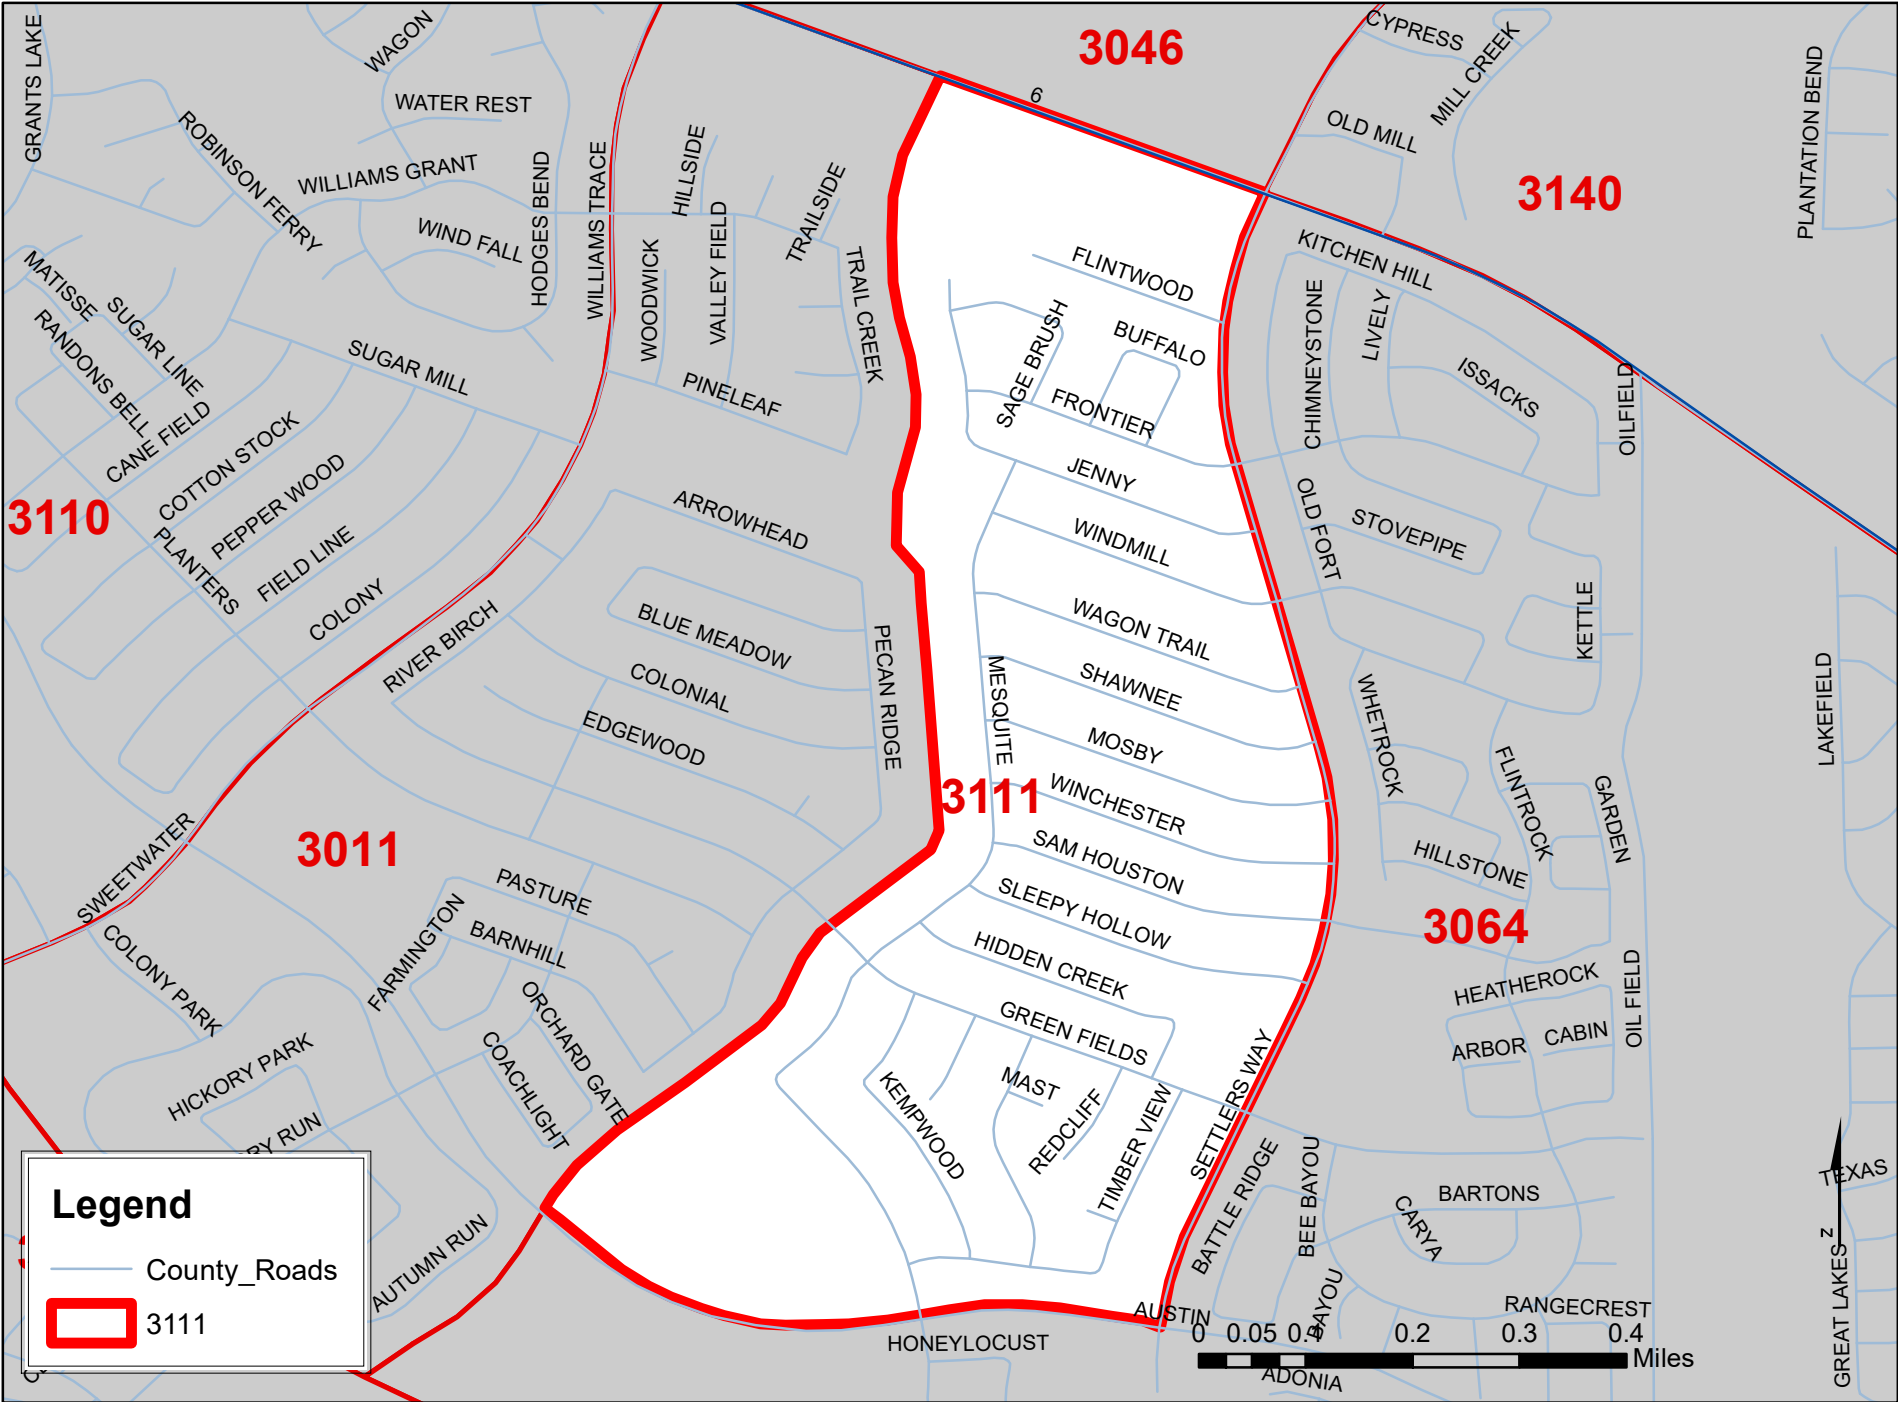 GRANTS LAKE
WAGON
WATER REST
ROBINSON FERRY
WILLIAMS GRANT
WIND FALL
HODGES BEND
WILLIAMS TRACE
HILLSIDE
TRAILSIDE
VALLEY FIELD
WOODWICK
TRAIL CREEK
PINELEAF
3046
6
CYPRESS
MILL CREEK
OLD MILL
3140
PLANTATION BEND
KITCHEN HILL
FLINTWOOD
SAGE BRUSH
BUFFALO
FRONTIER
CHIMNEYSTONE
LIVELY
ISSACKS
OILFIELD
MATISSE
SUGAR LINE
RANDONS BELL
SUGAR MILL
CANE FIELD
COTTON STOCK
PEPPER WOOD
FIELD LINE
COLONY
PLANTERS
3110
ARROWHEAD
JENNY
WINDMILL
OLD FORT
STOVEPIPE
KETTLE
RIVER BIRCH
BLUE MEADOW
COLONIAL
EDGEWOOD
PECAN RIDGE
WAGON TRAIL
SHAWNEE
MESQUITE
MOSBY
WINCHESTER
3111
WHETROCK
FLINTROCK
GARDEN
LAKEFIELD
SWEETWATER
3011
SAM HOUSTON
SLEEPY HOLLOW
HILLSTONE
3064
PASTURE
BARNHILL
FARMINGTON
COLONY PARK
HIDDEN CREEK
GREEN FIELDS
HEATHEROCK
OIL FIELD
ARBOR
CABIN
ORCHARD GATE
COACHLIGHT
HICKORY PARK
RY RUN
AUTUMN RUN
KEMPWOOD
MAST
REDCLIFF
TIMBER VIEW
SETTLERS WAY
BATTLE RIDGE
BEE BAYOU
BARTONS
CARYA
TEXAS
Z
GREAT LAKES
BAYOU
AUSTIN
RANGECREST
HONEYLOCUST
ADONIA
0 0.05 0.1 0.2 0.3 0.4
Miles
Legend
County_Roads
3111